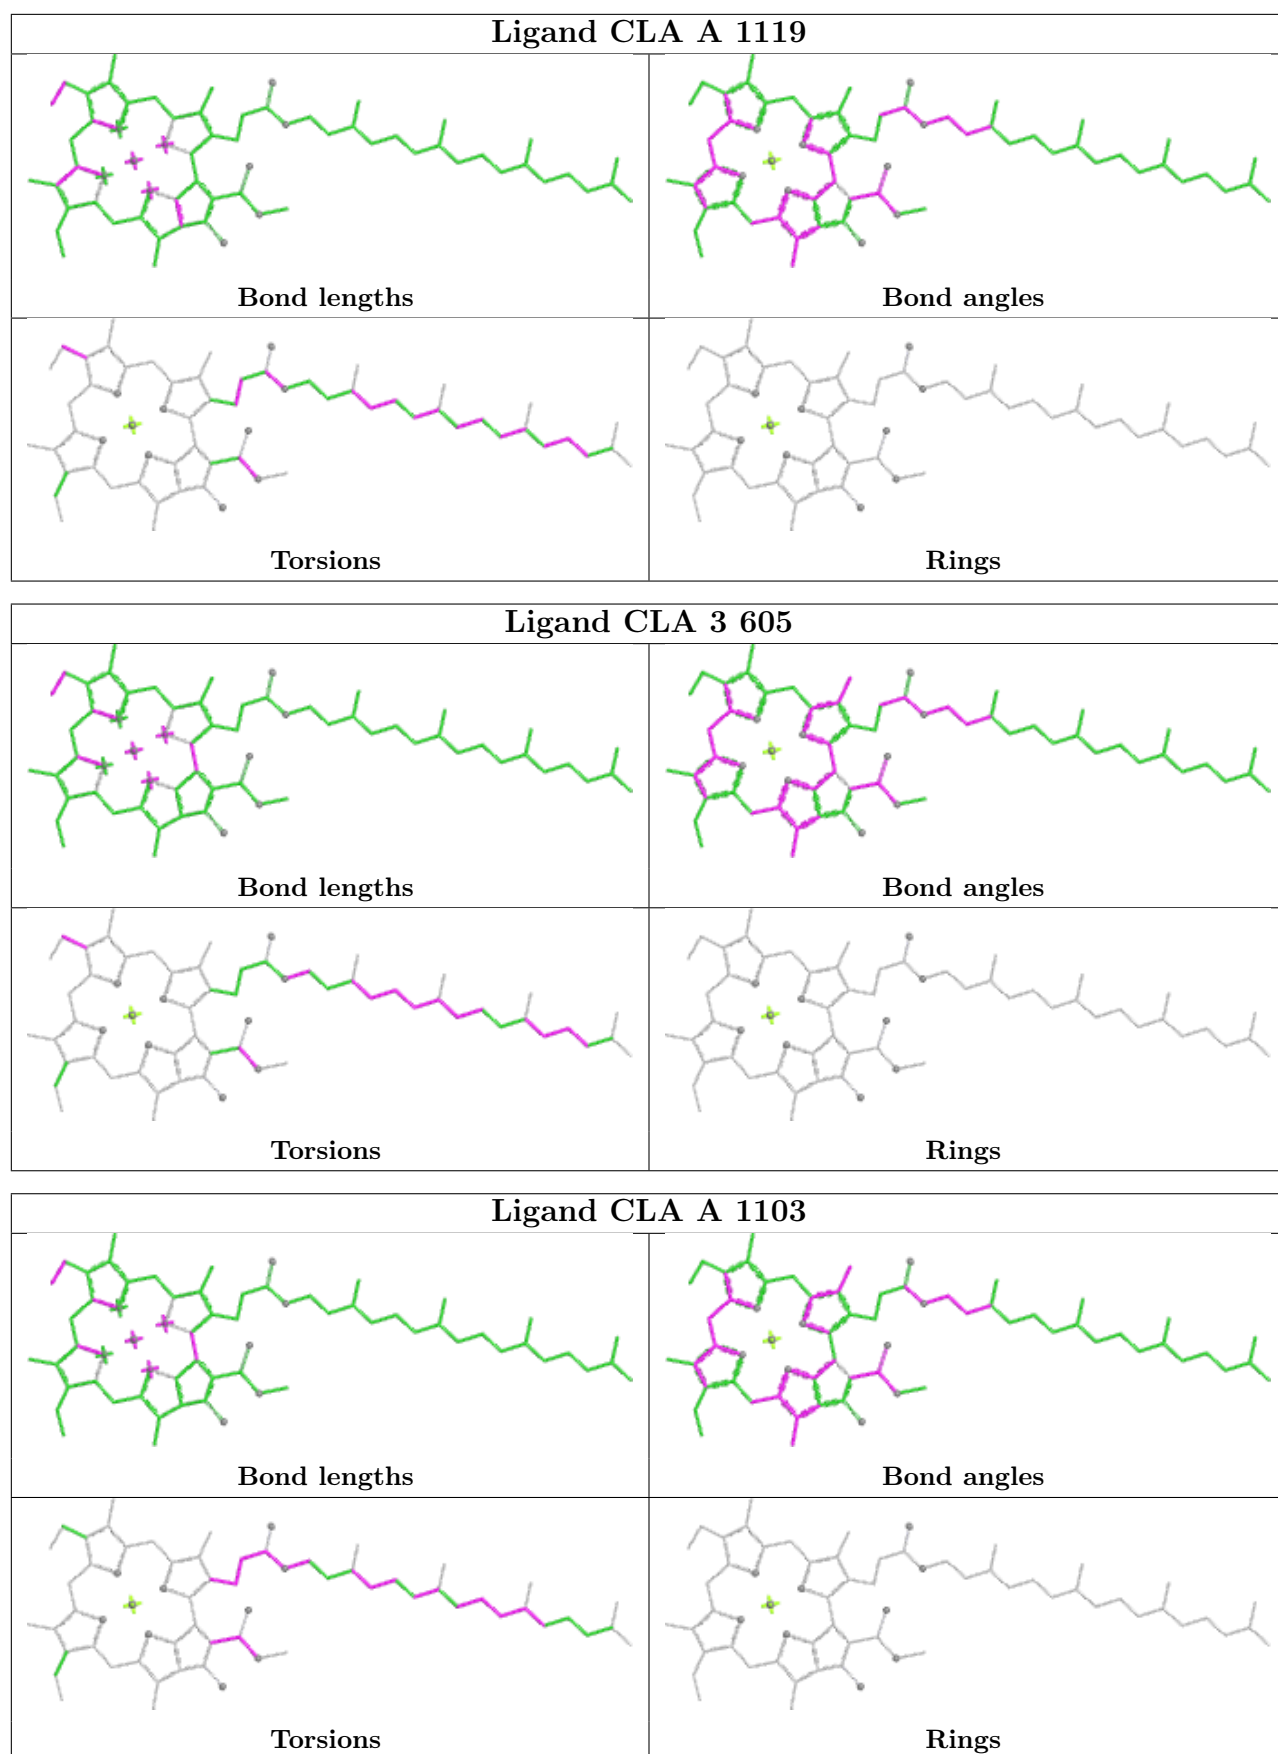 Ligand CLA A 1119
Bond lengths
Bond angles
Torsions
Rings
Ligand CLA 3 605
Bond lengths
Bond angles
Torsions
Rings
Ligand CLA A 1103
Bond lengths
Bond angles
Torsions
Rings